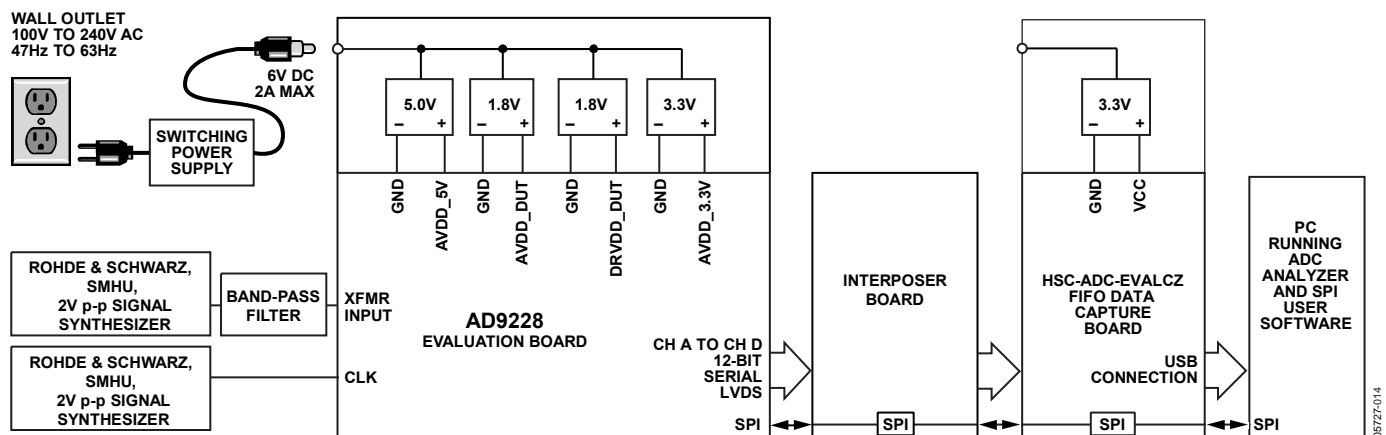 WALL OUTLET
100V TO 240V AC
47Hz TO 63Hz
6V DC
2A MAX
SWITCHING
POWER
SUPPLY
5.0V
– +
1.8V
– +
1.8V
– +
3.3V
– +
GND
AVDD_5V
GND
AVDD_DUT
GND
DRVDD_DUT
GND
AVDD_3.3V
3.3V
– +
GND
VCC
ROHDE & SCHWARZ,
SMHU,
2V p-p SIGNAL
SYNTHESIZER
BAND-PASS
FILTER
XFMR
INPUT
ROHDE & SCHWARZ,
SMHU,
2V p-p SIGNAL
SYNTHESIZER
CLK
AD9228
EVALUATION BOARD
CH A TO CH D
12-BIT
SERIAL
LVDS
SPI
INTERPOSER
BOARD
SPI
HSC-ADC-EVALCZ
FIFO DATA
CAPTURE
BOARD
USB
CONNECTION
SPI
PC
RUNNING
ADC
ANALYZER
AND SPI
USER
SOFTWARE
SPI
05727-014